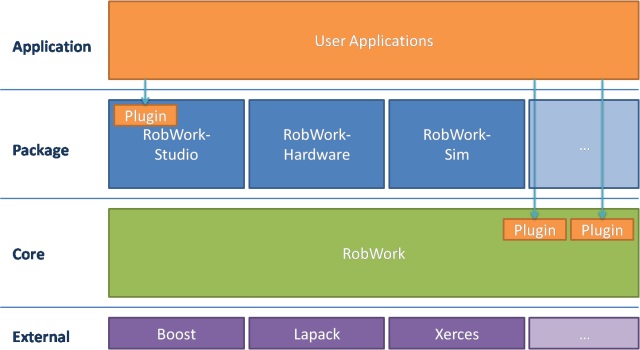 Application
User Applications
Package
Plugin
RobWork-
Studio
RobWork-
Hardware
RobWork-
Sim
...
Core
Plugin
Plugin
RobWork
External
Boost
Lapack
Xerces
...